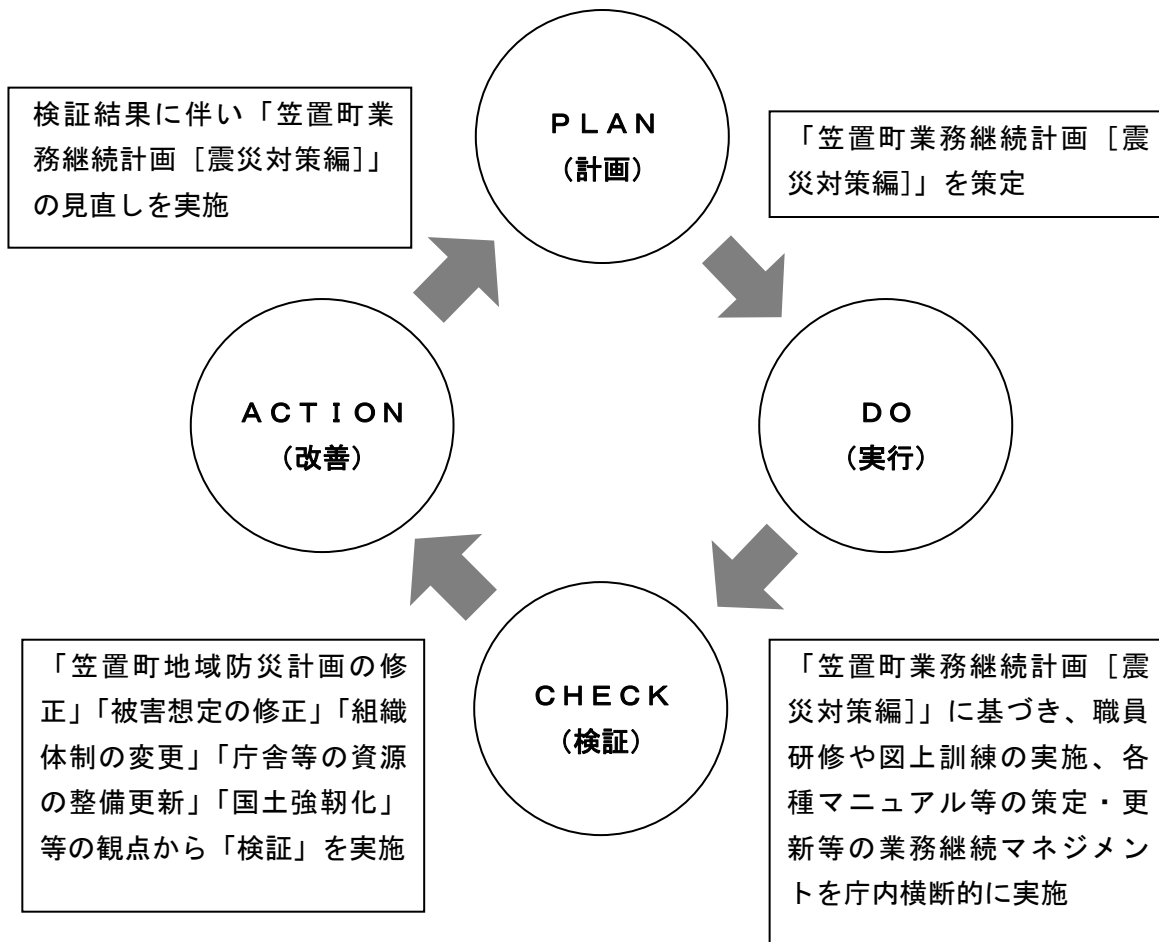 PLAN
(計画)
「笠置町業務継続計画［震
災対策編］」を策定
DO
(実行)
「笠置町業務継続計画［震
災対策編］」に基づき、職員
研修や図上訓練の実施、各
種マニュアル等の策定・更
新等の業務継続マネジメン
トを庁内横断的に実施
CHECK
(検証)
「笠置町地域防災計画の修
正」「被害想定の修正」「組織
体制の変更」「庁舎等の資源
の整備更新」「国土強靭化」
等の観点から「検証」を実施
ACTION
(改善)
検証結果に伴い「笠置町業
務継続計画［震災対策編］」
の見直しを実施